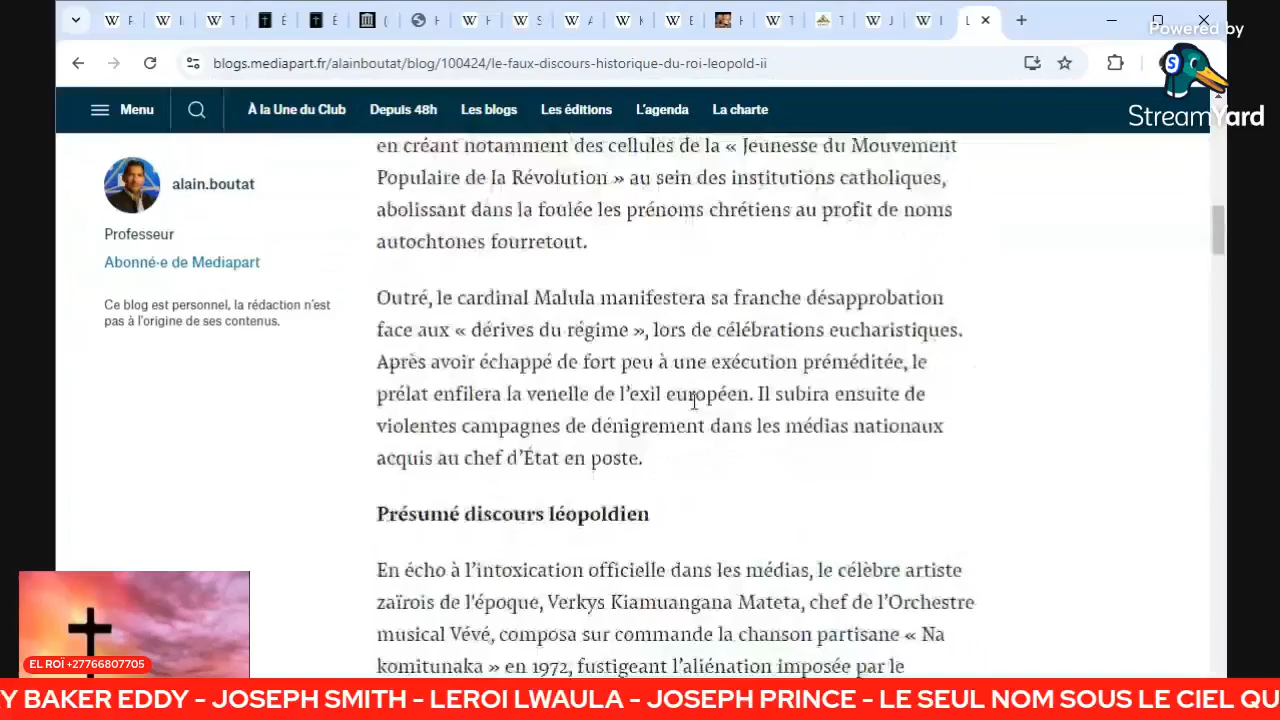 Powered by
StreamYard
blogs.mediapart.fr/alainboutat/blog/100424/le-faux-discours-historique-du-roi-leopold-ii
Menu
À la Une du Club
Depuis 48h
Les blogs
Les éditions
L'agenda
La charte
alain.boutat
Professeur
Abonné·e de Mediapart
Ce blog est personnel, la rédaction n'est
pas à l'origine de ses contenus.
en créant notamment des cellules de la « Jeunesse du Mouvement
Populaire de la Révolution » au sein des institutions catholiques,
abolissant dans la foulée les prénoms chrétiens au profit de noms
autochtones fourretout.
Outré, le cardinal Malula manifestera sa franche désapprobation
face aux « dérives du régime », lors de célébrations eucharistiques.
Après avoir échappé de fort peu à une exécution préméditée, le
prélat enfilera la venelle de l'exil européen. Il subira ensuite de
violentes campagnes de dénigrement dans les médias nationaux
acquis au chef d'État en poste.
Présumé discours léopoldien
En écho à l'intoxication officielle dans les médias, le célèbre artiste
zaïrois de l'époque, Verkys Kiamuangana Mateta, chef de l'Orchestre
musical Vévé, composa sur commande la chanson partisane « Na
komitunaka » en 1972, fustigeant l'aliénation imposée par le
EL ROÏ +27766807705
Y BAKER EDDY - JOSEPH SMITH - LEROI LWAULA - JOSEPH PRINCE - LE SEUL NOM SOUS LE CIEL QU